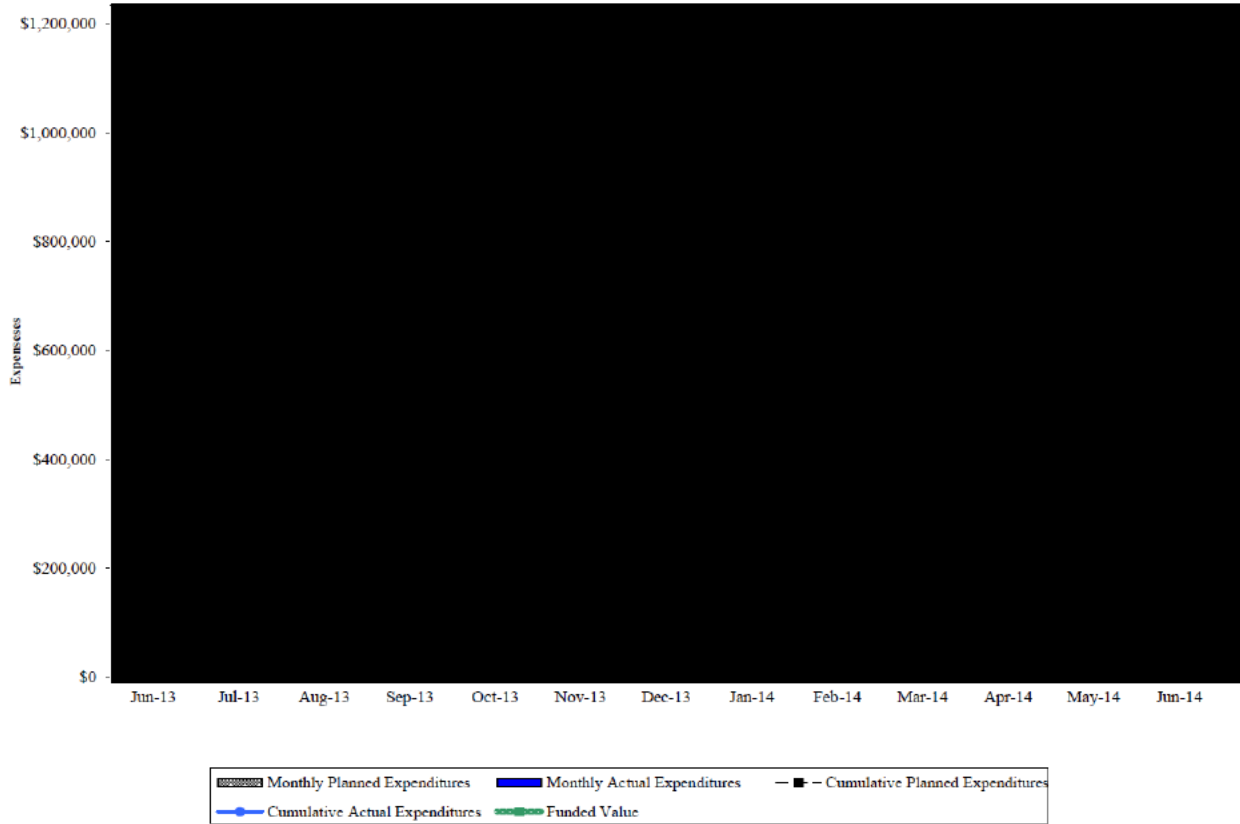 $1,200,000
$1,000,000
$800,000
$600,000
$400,000
$200,000
$0
Expenseses
Jun-13 Jul-13 Aug-13 Sep-13 Oct-13 Nov-13 Dec-13 Jan-14 Feb-14 Mar-14 Apr-14 May-14 Jun-14
Monthly Planned Expenditures Monthly Actual Expenditures Cumulative Planned Expenditures
Cumulative Actual Expenditures Funded Value